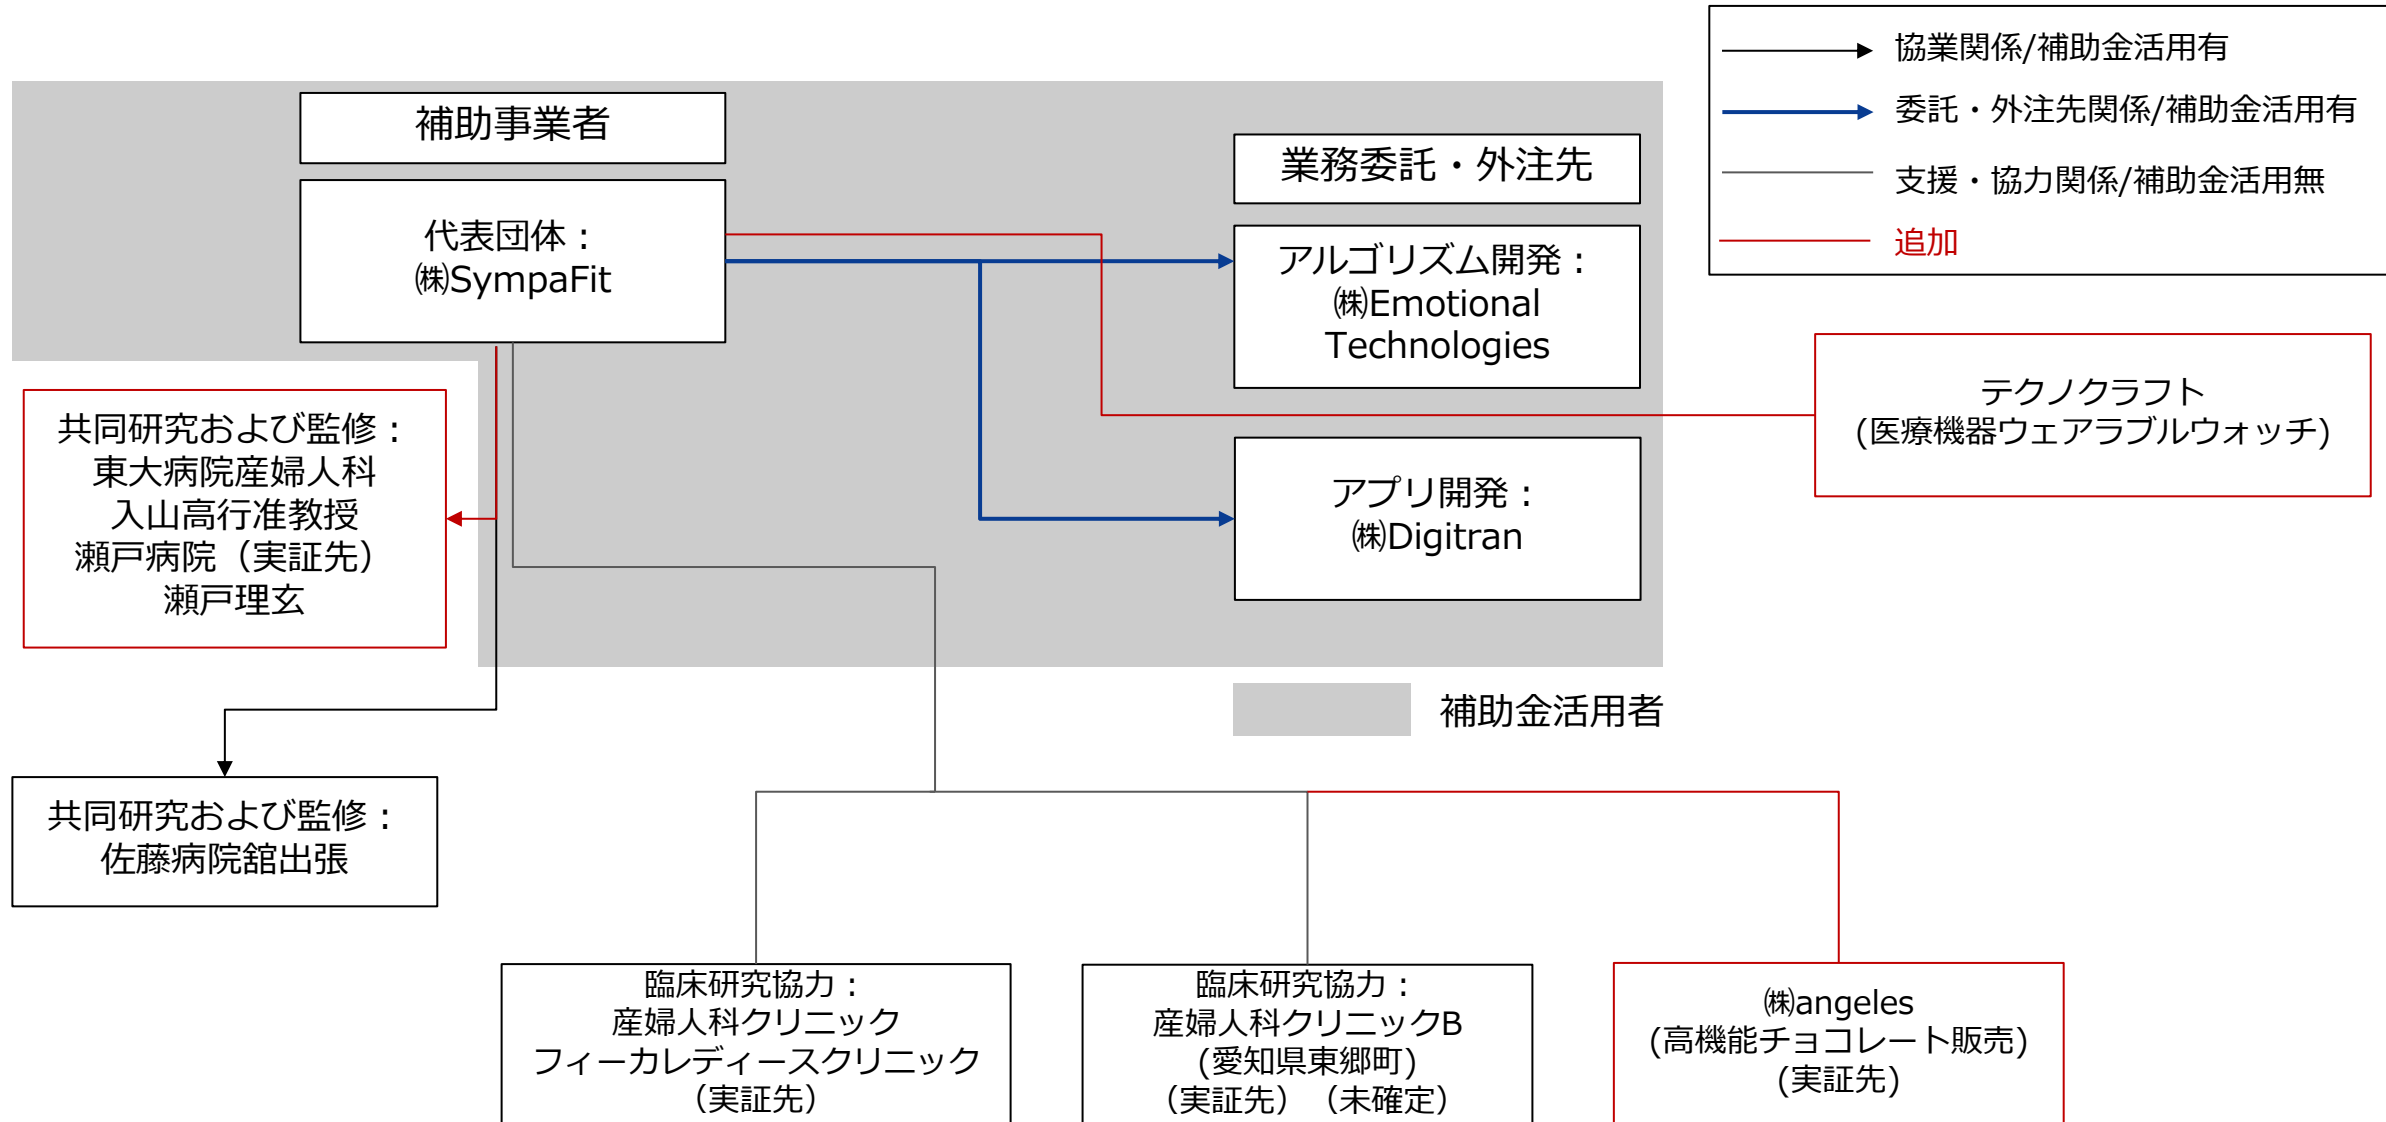 協業関係/補助金活用有
委託・外注先関係/補助金活用有
支援・協力関係/補助金活用無
追加
補助事業者
代表団体：
㈱SympaFit
業務委託・外注先
アルゴリズム開発：
㈱Emotional
Technologies
アプリ開発：
㈱Digitran
テクノクラフト
(医療機器ウェアラブルウォッチ)
共同研究および監修：
東大病院産婦人科
入山高行准教授
瀬戸病院（実証先）
瀬戸理玄
補助金活用者
共同研究および監修：
佐藤病院舘出張
臨床研究協力：
産婦人科クリニック
フィーカレディースクリニック
（実証先）
臨床研究協力：
産婦人科クリニックB
(愛知県東郷町)
（実証先）（未確定）
㈱angeles
(高機能チョコレート販売)
(実証先)